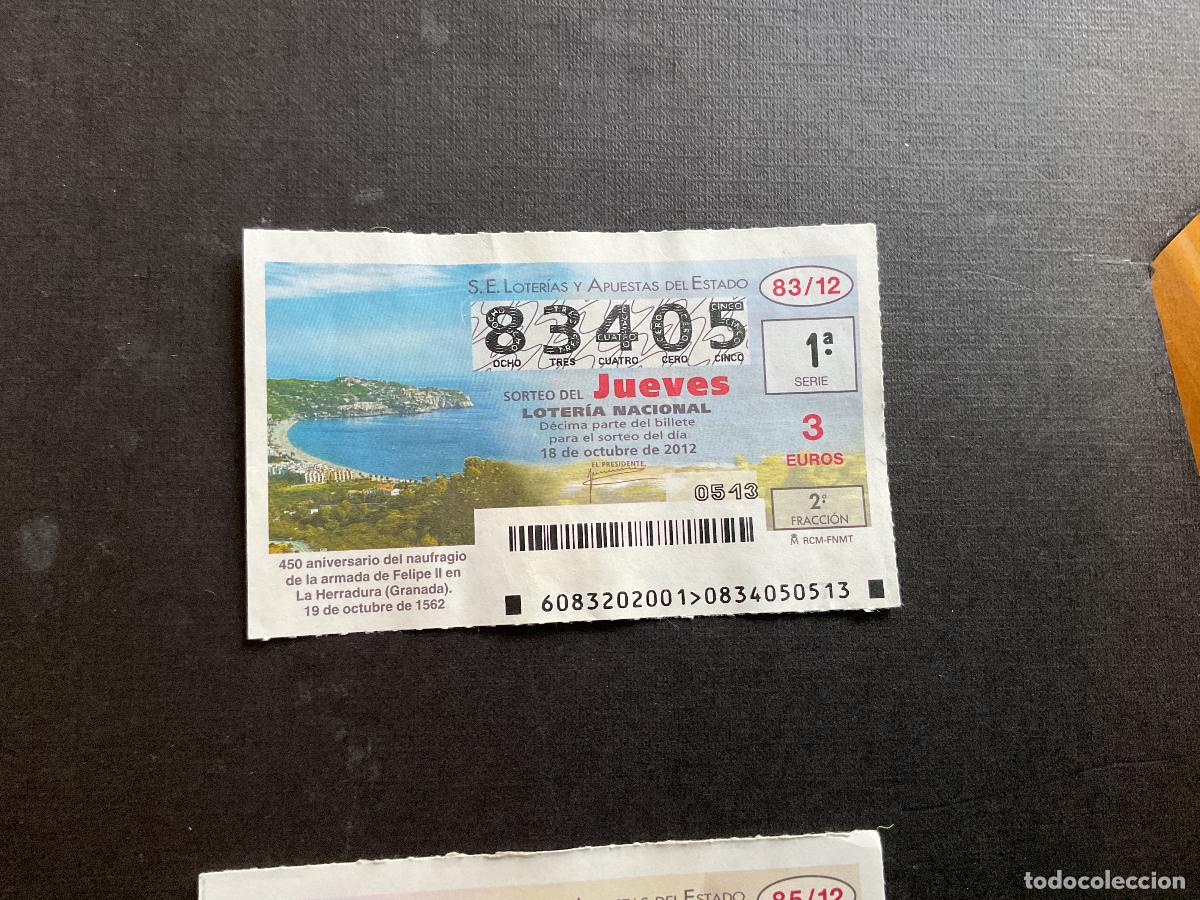 S.E. LOTERÍAS Y APUESTAS DEL ESTADO
83/12
83405
OCHO TRES CUATRO CERO CINCO
1ª
SERIE
SORTEO DEL Jueves
LOTERÍA NACIONAL
Décima parte del billete
para el sorteo del día
18 de octubre de 2012
EL PRESIDENTE,
3
EUROS
0513
2ª
FRACCIÓN
RCM-FNMT
450 aniversario del naufragio
de la armada de Felipe II en
La Herradura (Granada).
19 de octubre de 1562
6083202001>0834050513
APUESTAS DEL ESTADO
85/12
todocoleccion